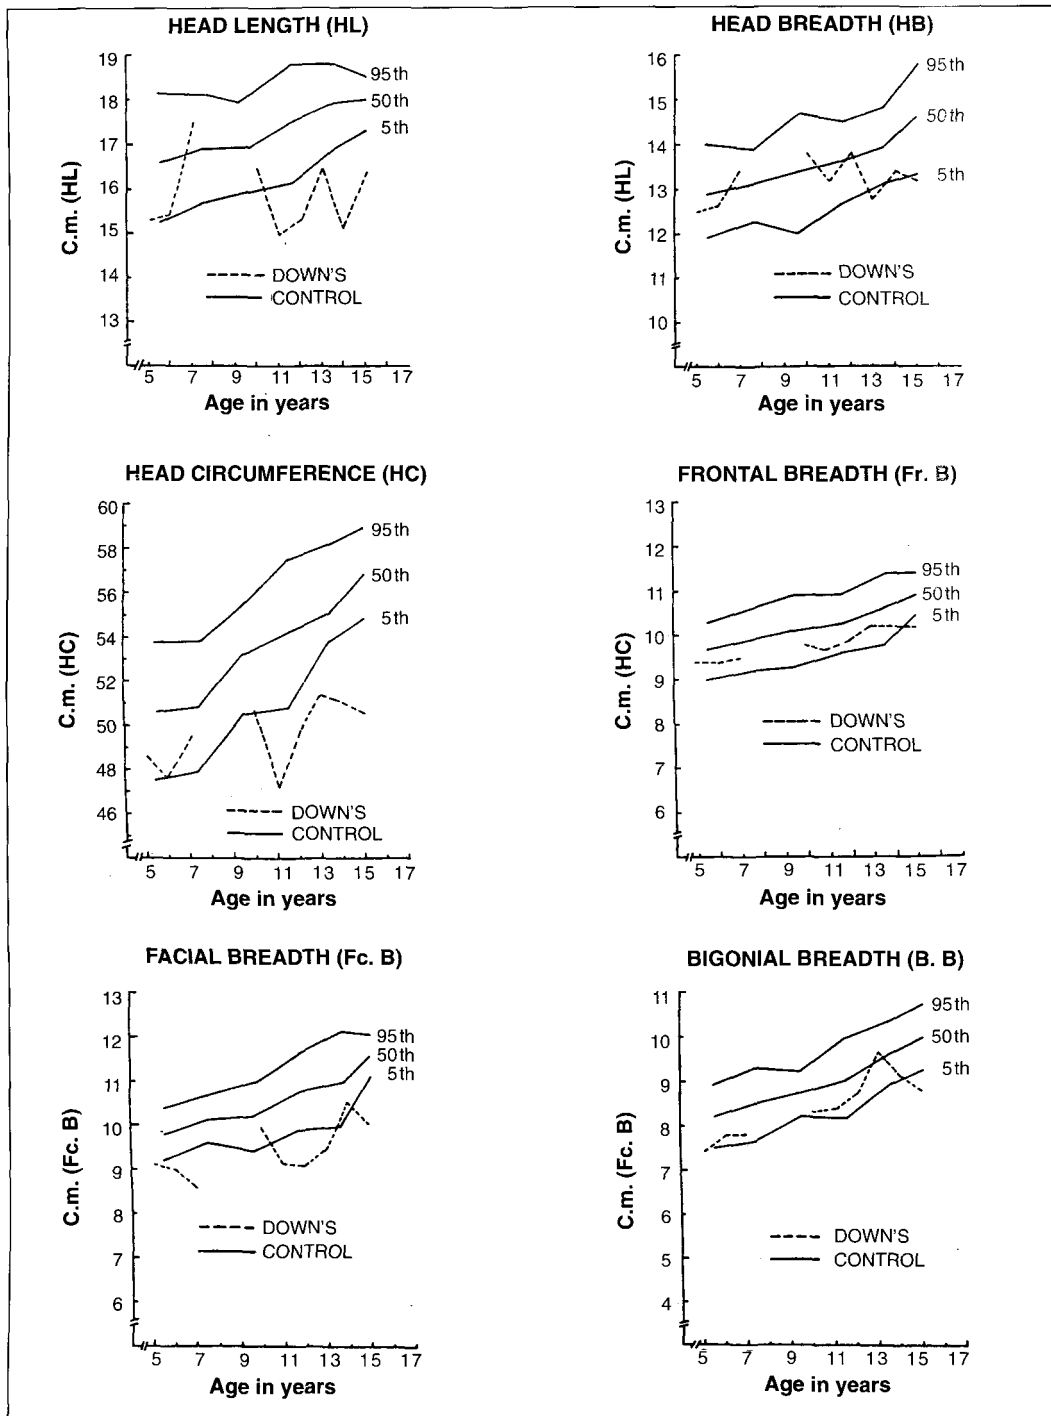 HEAD LENGTH (HL)
19
18
17
16
15
14
13
C.m. (HL)
95th
50th
5th
DOWN'S
CONTROL
5 7 9 11 13 15 17
Age in years
HEAD BREADTH (HB)
16
15
14
13
12
11
10
C.m. (HL)
95th
50th
5th
DOWN'S
CONTROL
5 7 9 11 13 15 17
Age in years
HEAD CIRCUMFERENCE (HC)
60
58
56
54
52
50
48
46
C.m. (HC)
95th
50th
5th
DOWN'S
CONTROL
5 7 9 11 13 15 17
Age in years
FRONTAL BREADTH (Fr. B)
13
12
11
10
9
8
7
6
C.m. (HC)
95th
50th
5th
DOWN'S
CONTROL
5 7 9 11 13 15 17
Age in years
FACIAL BREADTH (Fc. B)
13
12
11
10
9
8
7
6
C.m. (Fc. B)
95th
50th
5th
DOWN'S
CONTROL
5 7 9 11 13 15 17
Age in years
BIGONIAL BREADTH (B. B)
11
10
9
8
7
6
5
4
C.m. (Fc. B)
95th
50th
5th
DOWN'S
CONTROL
5 7 9 11 13 15 17
Age in years